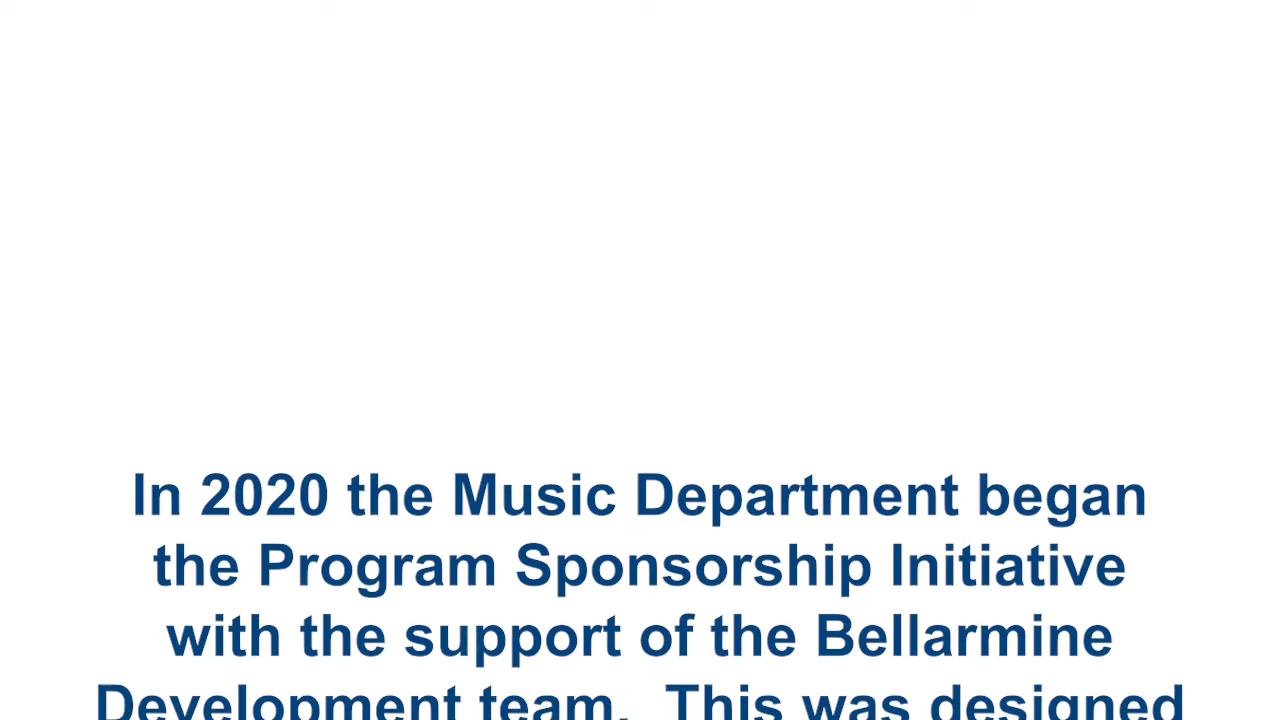 In 2020 the Music Department began
the Program Sponsorship Initiative
with the support of the Bellarmine
Development team.  This was designed